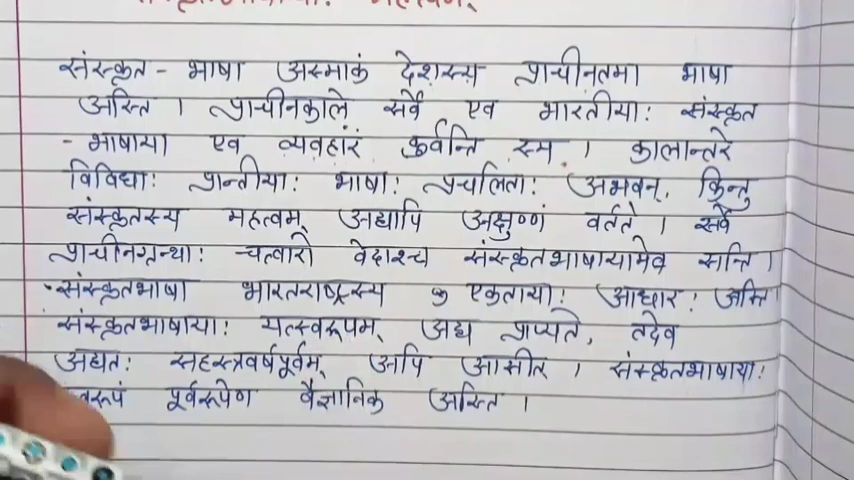 महत्वम्
संस्कृत - भाषा अस्माकं देशस्य प्राचीनतमा भाषा
अस्ति । प्राचीनकाले सर्वे एव भारतीयाः संस्कृत
- भाषाया एव व्यवहारं कुर्वन्ति स्म । कालान्तरे
विविधाः प्रान्तीयाः भाषाः प्रचलिताः अभवन्, किन्तु
संस्कृतस्य महत्वम् अद्यापि अक्षुण्णं वर्तते । सर्वे
प्राचीनग्रन्थाः चत्वारो वेदाश्च संस्कृतभाषायामेव सन्ति ।
संस्कृतभाषा भारतराष्ट्रस्य एकतायाः आधारः अस्ति
संस्कृतभाषायाः यत्स्वरूपम् अद्य प्राप्यते, तदेव
अद्यतः सहस्त्रवर्षपूर्वम् अपि आसीत् । संस्कृतभाषायाः
पूर्वरूपेण वैज्ञानिक अस्ति ।